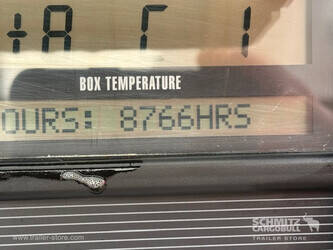 BOX TEMPERATURE
OURS: 8766HRS
SCHMITZ
CARGOBULL
TRAILER STORE
www.trailer-store.com